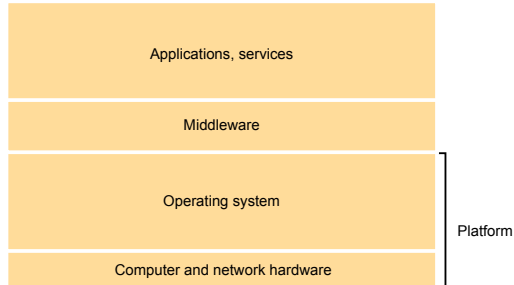 Applications, services
Middleware
Operating system
Platform
Computer and network hardware